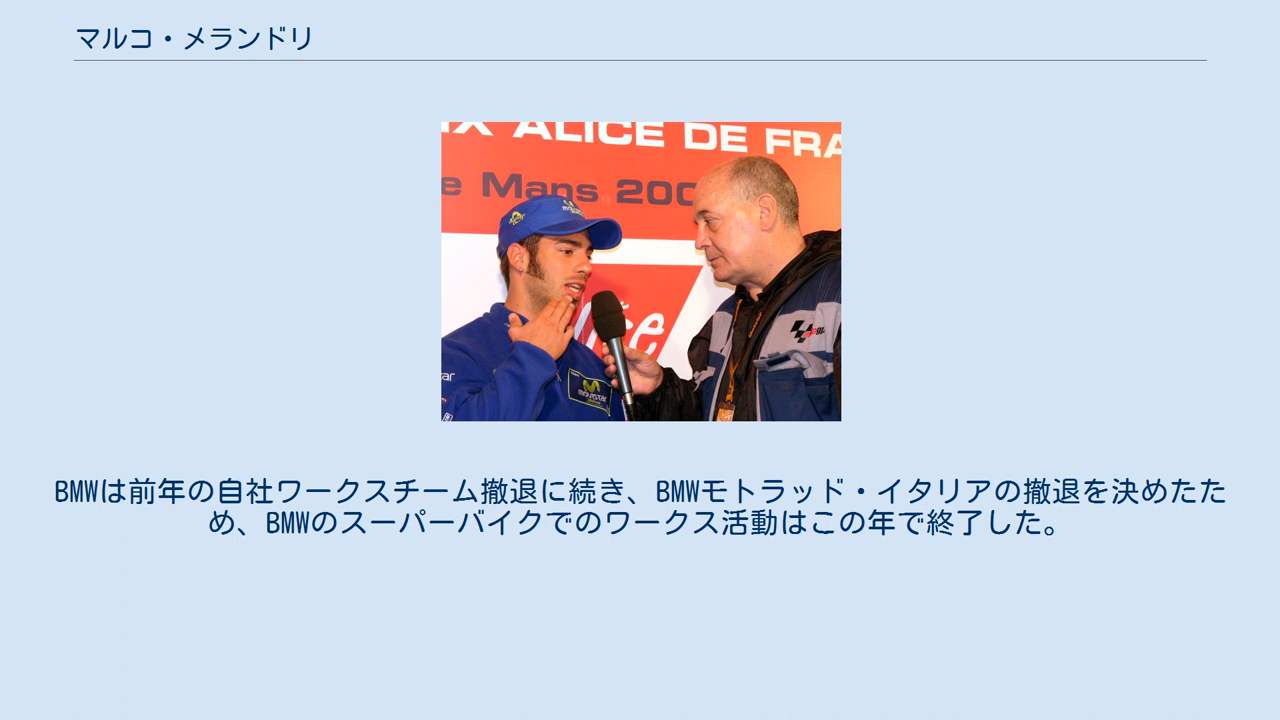 マルコ・メランドリ
IX ALICE DE FRA
e Mans 200
BMWは前年の自社ワークスチーム撤退に続き、BMWモトラッド・イタリアの撤退を決めたた
め、BMWのスーパーバイクでのワークス活動はこの年で終了した。